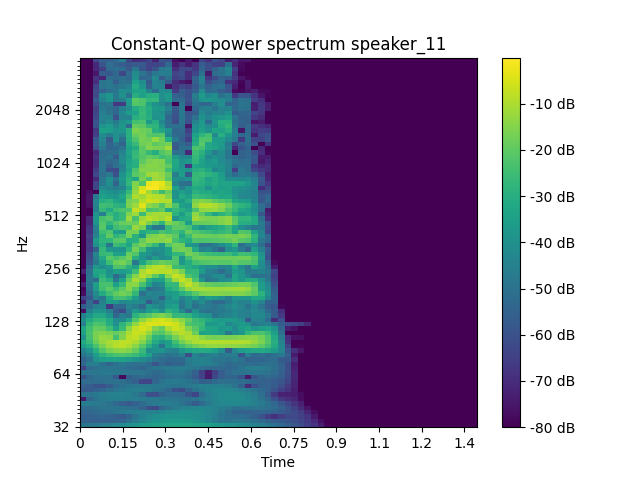 Constant-Q power spectrum speaker_11
Hz
2048
1024
512
256
128
64
32
0 0.15 0.3 0.45 0.6 0.75 0.9 1.1 1.2 1.4
Time
-10 dB
-20 dB
-30 dB
-40 dB
-50 dB
-60 dB
-70 dB
-80 dB